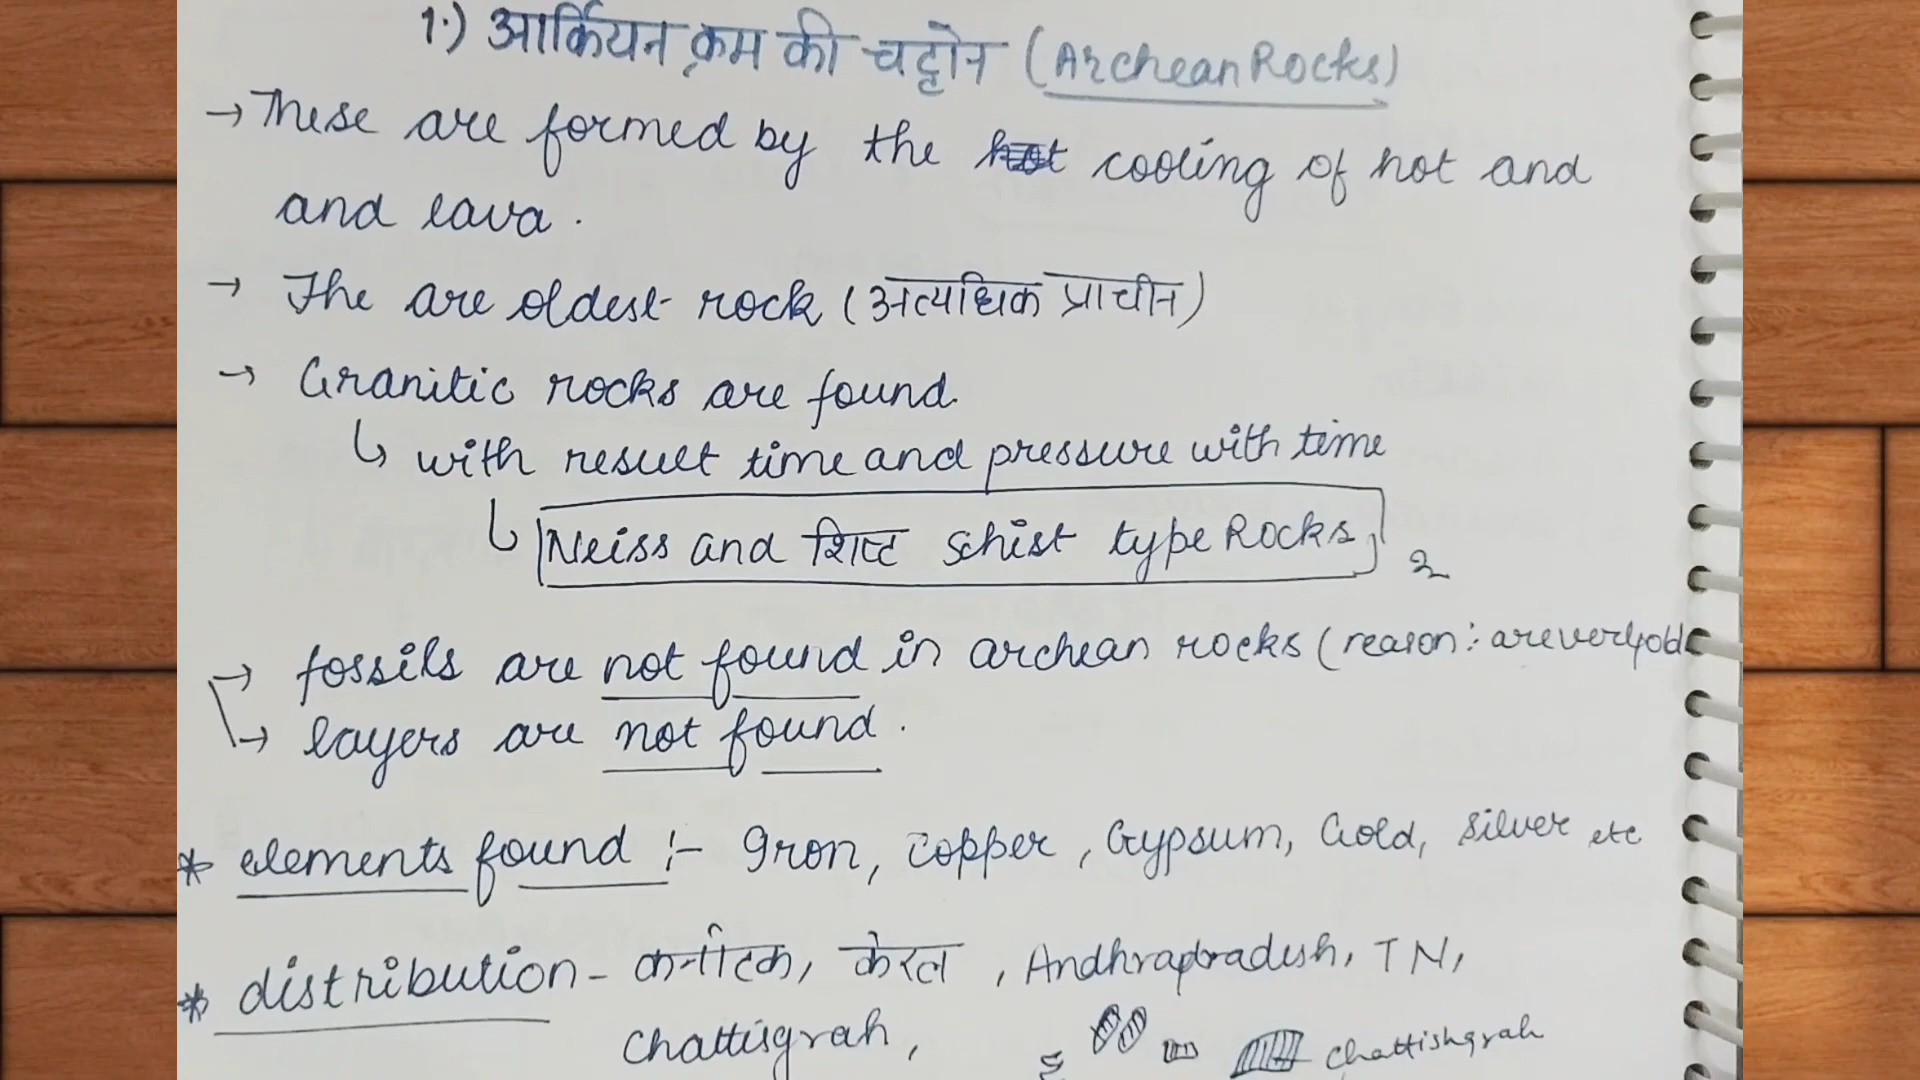 1.) आर्कियन क्रम की चट्टान (Archean Rocks)
→ These are formed by the cooling of hot and
and lava.
→ The are oldest rock (अत्यधिक प्राचीन)
→ Granitic rocks are found
↳ with result time and pressure with time
↳ Neiss and शिष्ट schist type Rocks
→ fossils are not found in archean rocks (reason: are very old
→ layers are not found.
* elements found :- Iron, copper, Gypsum, Gold, silver etc
* distribution - कर्नाटक, केरल, Andhrapradesh, TN,
Chattisgrah, Chattishgrah